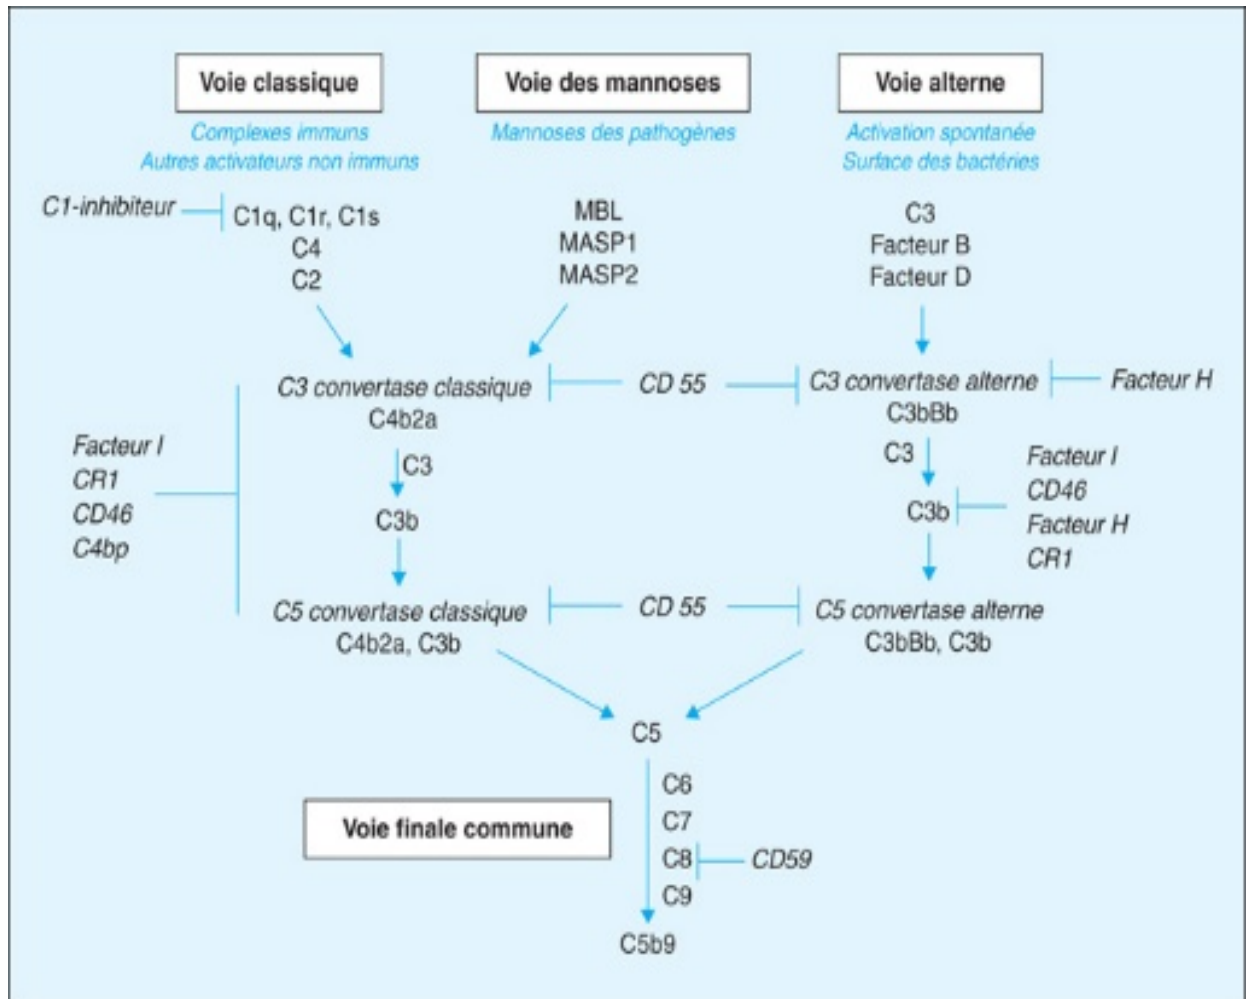 Voie classique
Complexes immuns
Autres activateurs non immuns
Voie des mannoses
Mannoses des pathogènes
Voie alterne
Activation spontanée
Surface des bactéries
C1-inhibiteur
C1q, C1r, C1s
C4
C2
MBL
MASP1
MASP2
C3
Facteur B
Facteur D
C3 convertase classique
C4b2a
CD 55
C3 convertase alterne
C3bBb
Facteur H
Facteur I
CR1
CD46
C4bp
C3
C3b
C3
C3b
Facteur I
CD46
Facteur H
CR1
C5 convertase classique
C4b2a, C3b
CD 55
C5 convertase alterne
C3bBb, C3b
C5
Voie finale commune
C6
C7
C8
C9
CD59
C5b9